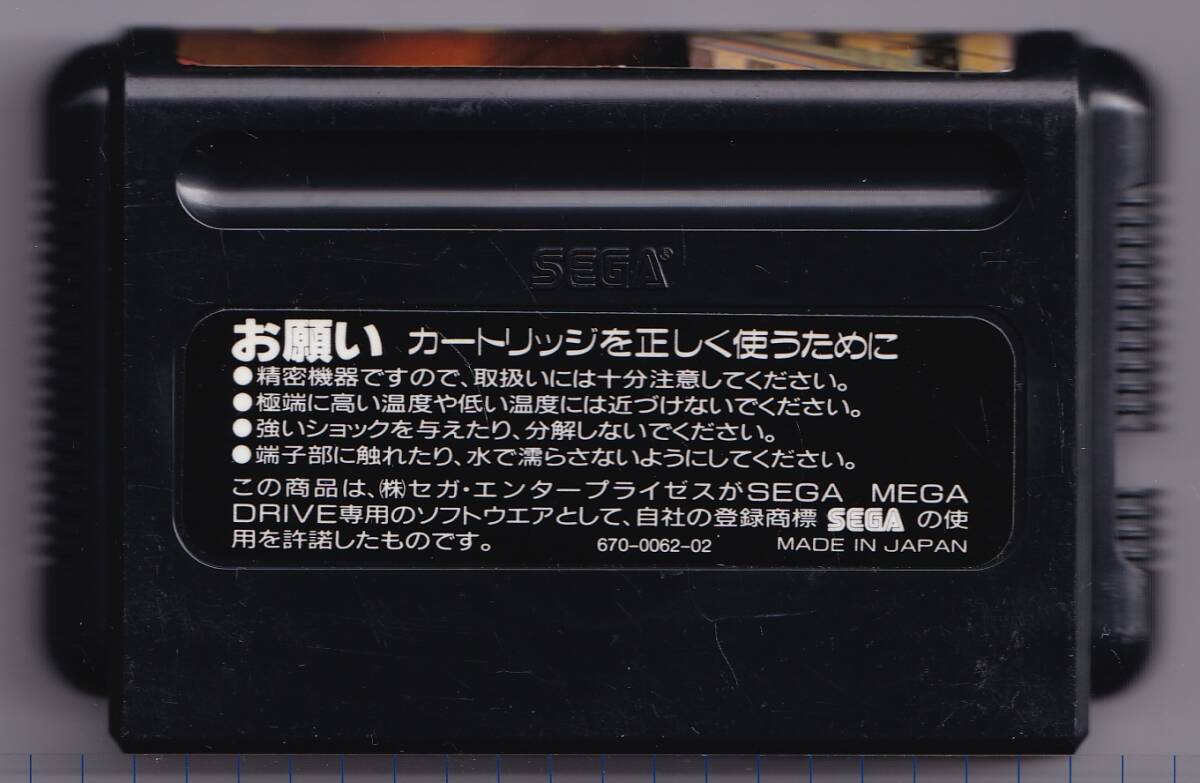 SEGA®
お願い カートリッジを正しく使うために
●精密機器ですので、取扱いには十分注意してください。
●極端に高い温度や低い温度には近づけないでください。
●強いショックを与えたり、分解しないでください。
●端子部に触れたり、水で濡らさないようにしてください。
この商品は、㈱セガ・エンタープライゼスがSEGA MEGA
DRIVE専用のソフトウエアとして、自社の登録商標 SEGA の使
用を許諾したものです。 670-0062-02 MADE IN JAPAN